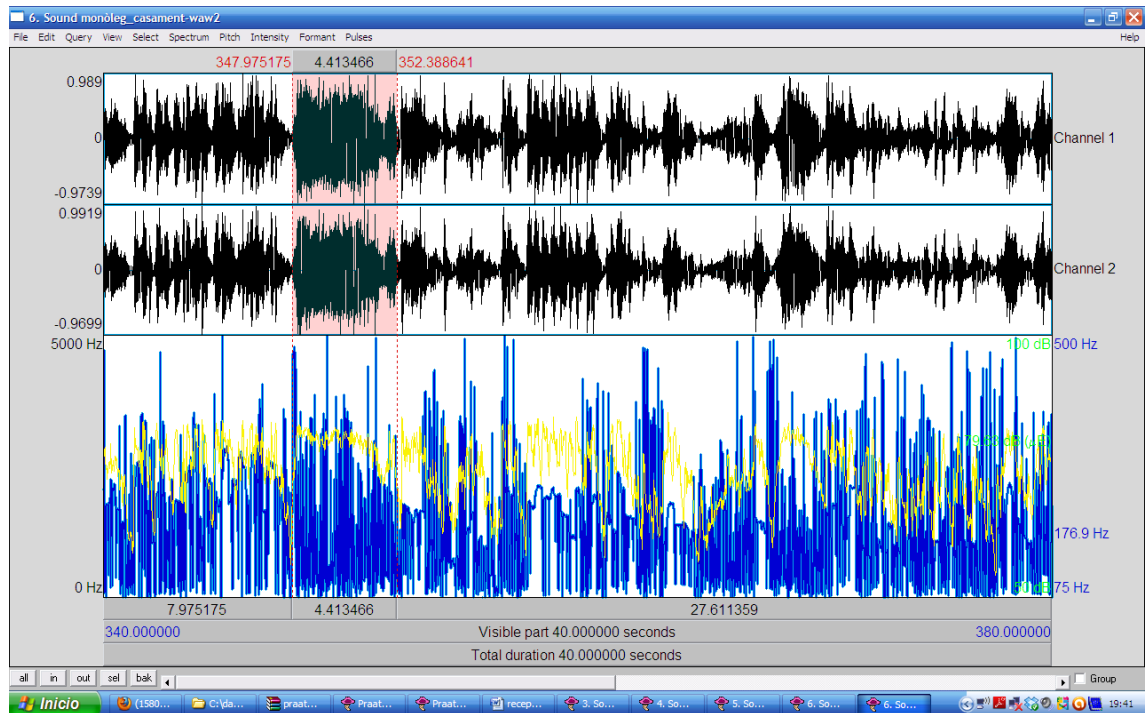 6. Sound monòleg_casament-waw2
File Edit Query View Select Spectrum Pitch Intensity Formant Pulses Help
347.975175 4.413466 352.388641
0.989
0
-0.9739
Channel 1
0.9919
0
-0.9699
Channel 2
5000 Hz 100 dB 500 Hz
176.9 Hz
0 Hz 50 dB 75 Hz
7.975175 4.413466 27.611359
340.000000 Visible part 40.000000 seconds 380.000000
Total duration 40.000000 seconds
all in out sel bak Group
Inicio (1580... C:\da... praat... Praat... Praat... recep... 3. So... 4. So... 5. So... 6. So... 6. So... 19:41